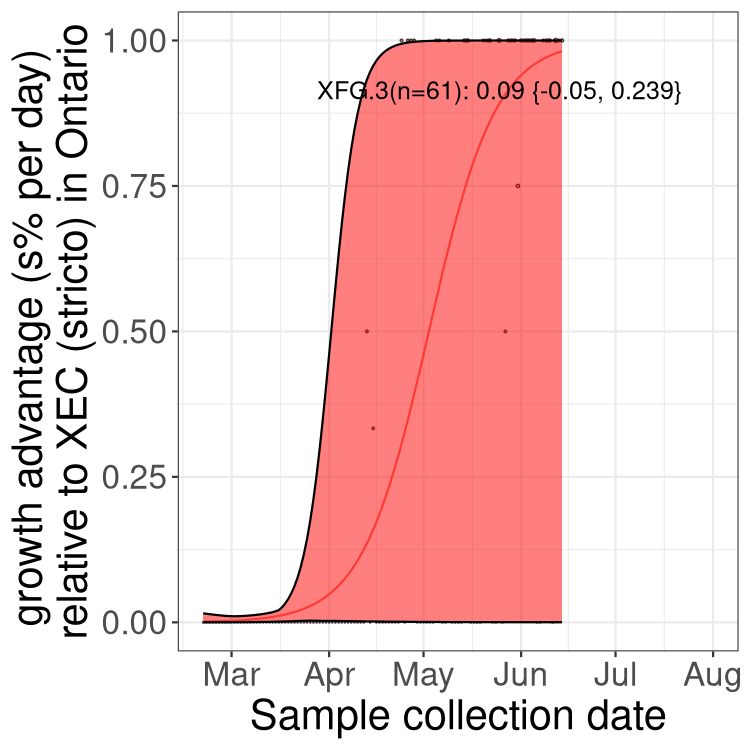 growth advantage (s% per day)
relative to XEC (stricto) in Ontario
1.00
0.75
0.50
0.25
0.00
XFG.3(n=61): 0.09 {-0.05, 0.239}
Mar Apr May Jun Jul Aug
Sample collection date